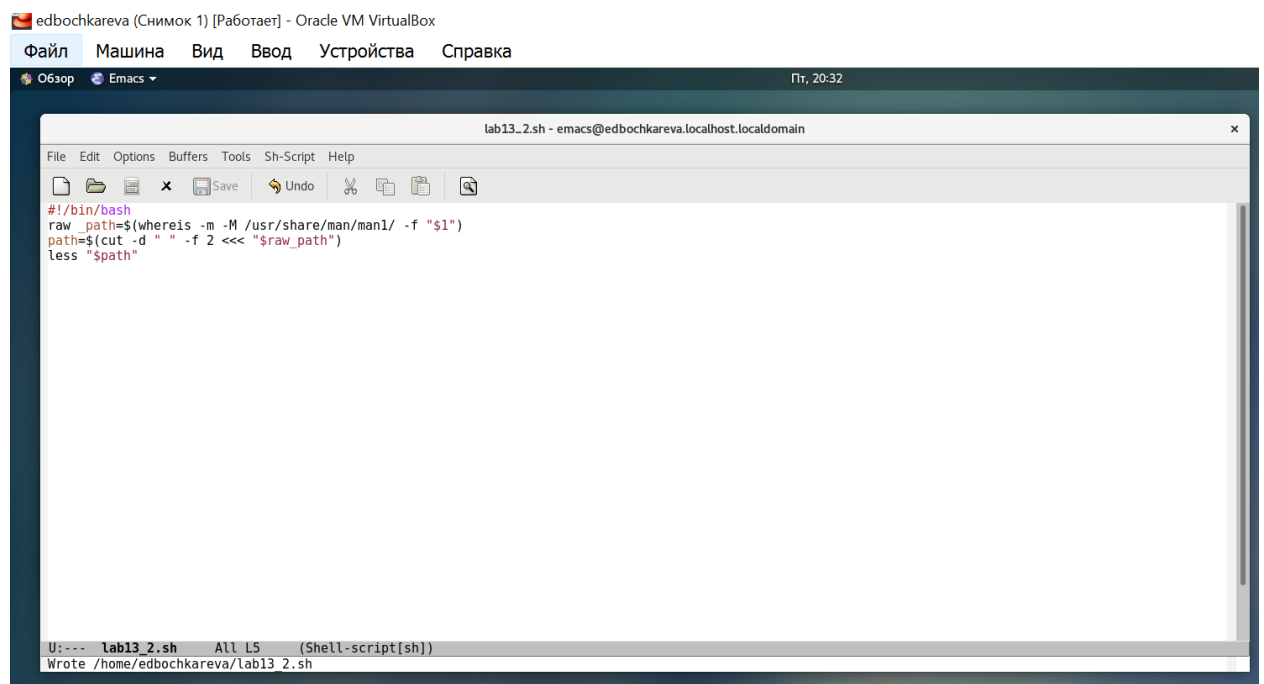 edbochkareva (Снимок 1) [Работает] - Oracle VM VirtualBox
Файл Машина Вид Ввод Устройства Справка
Обзор Emacs Пт, 20:32
lab13_2.sh - emacs@edbochkareva.localhost.localdomain
File Edit Options Buffers Tools Sh-Script Help
Save Undo
#!/bin/bash
raw _path=$(whereis -m -M /usr/share/man/man1/ -f "$1")
path=$(cut -d " " -f 2 <<< "$raw_path")
less "$path"
U:--- lab13_2.sh All L5 (Shell-script[sh])
Wrote /home/edbochkareva/lab13_2.sh